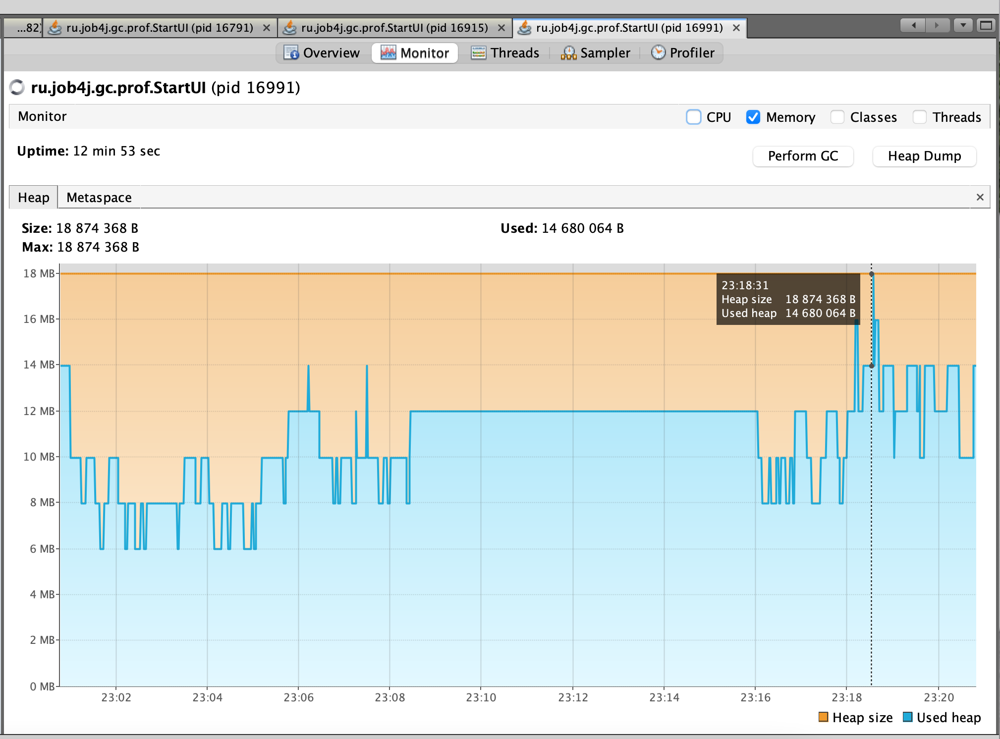 ...82) ru.job4j.gc.prof.StartUI (pid 16791) ru.job4j.gc.prof.StartUI (pid 16915) ru.job4j.gc.prof.StartUI (pid 16991)
Overview Monitor Threads Sampler Profiler
ru.job4j.gc.prof.StartUI (pid 16991)
Monitor CPU Memory Classes Threads
Uptime: 12 min 53 sec Perform GC Heap Dump
Heap Metaspace
Size: 18 874 368 B Used: 14 680 064 B
Max: 18 874 368 B
18 MB
23:18:31
Heap size 18 874 368 B
Used heap 14 680 064 B
16 MB
14 MB
12 MB
10 MB
8 MB
6 MB
4 MB
2 MB
0 MB
23:02 23:04 23:06 23:08 23:10 23:12 23:14 23:16 23:18 23:20
Heap size Used heap